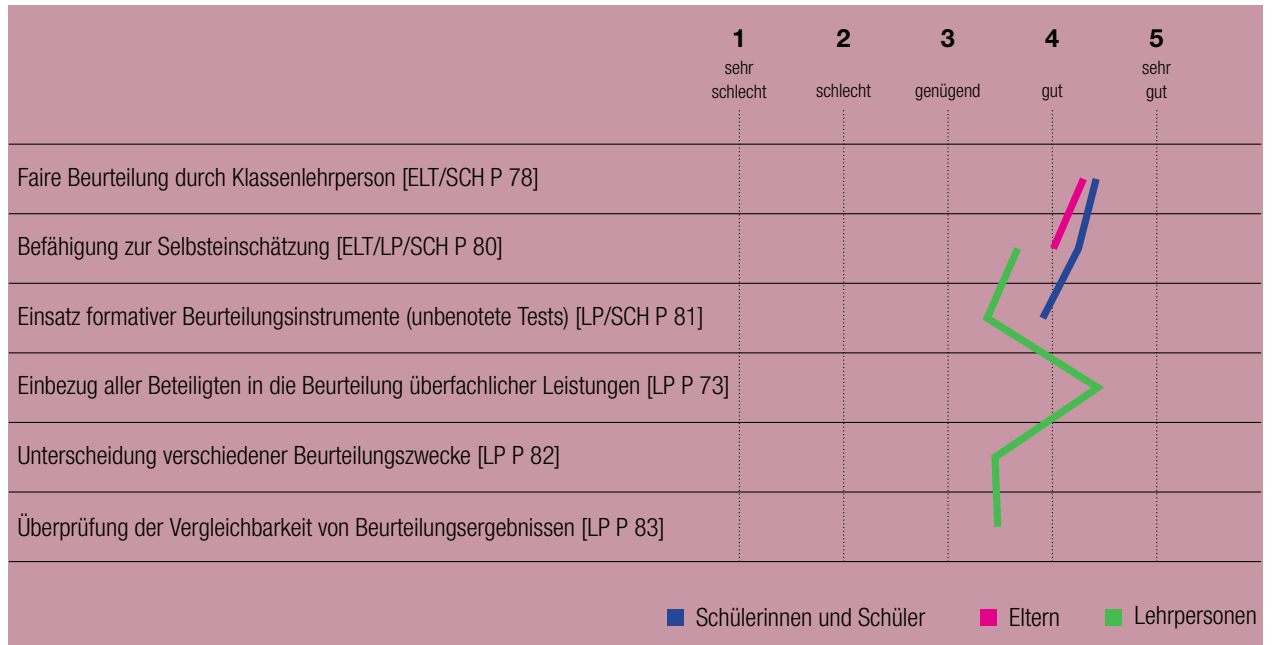 1 2 3 4 5
sehr schlecht schlecht genügend gut sehr gut
Faire Beurteilung durch Klassenlehrperson [ELT/SCH P 78]
Befähigung zur Selbsteinschätzung [ELT/LP/SCH P 80]
Einsatz formativer Beurteilungsinstrumente (unbenotete Tests) [LP/SCH P 81]
Einbezug aller Beteiligten in die Beurteilung überfachlicher Leistungen [LP P 73]
Unterscheidung verschiedener Beurteilungszwecke [LP P 82]
Überprüfung der Vergleichbarkeit von Beurteilungsergebnissen [LP P 83]
Schülerinnen und Schüler Eltern Lehrpersonen